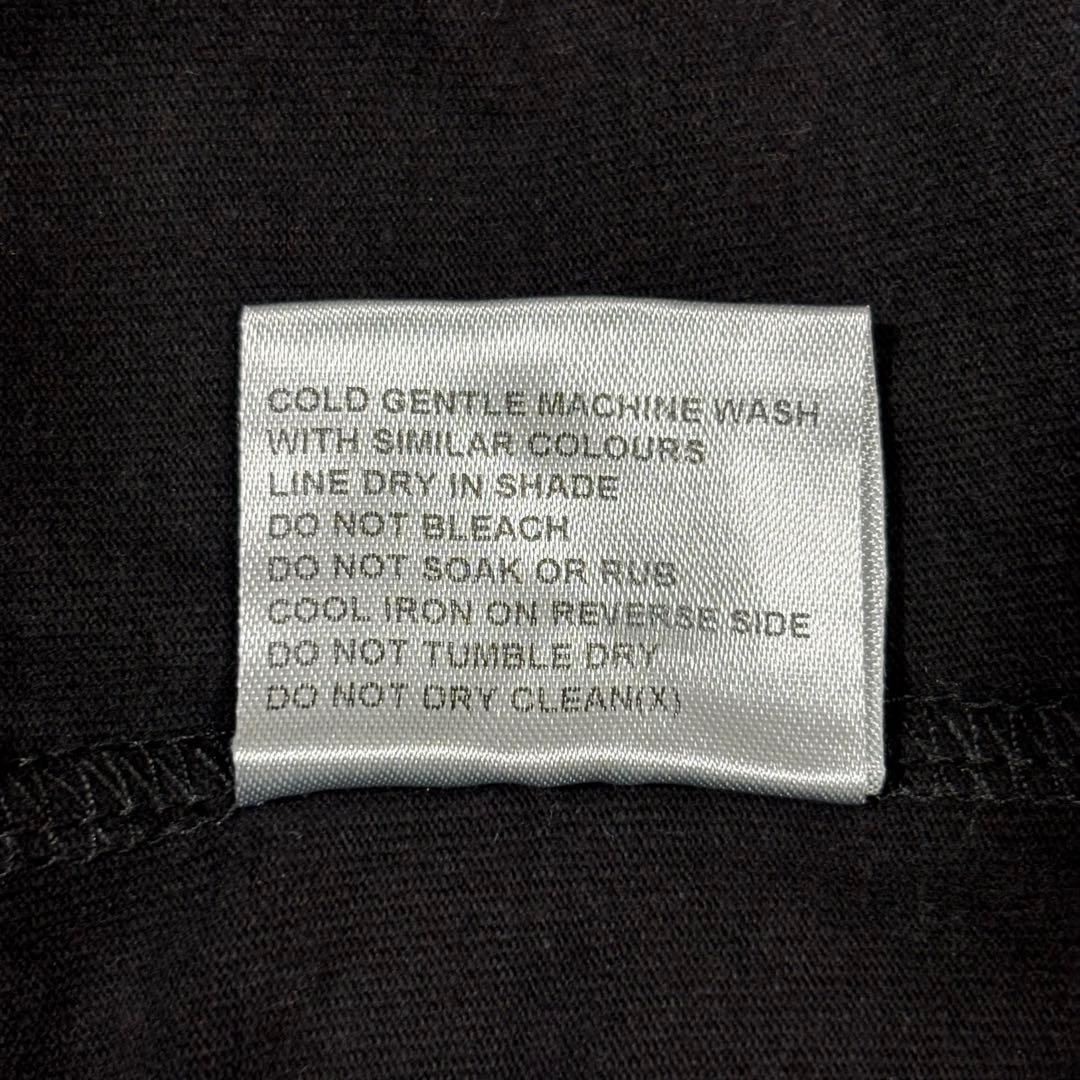 COLD GENTLE MACHINE WASH
WITH SIMILAR COLOURS
LINE DRY IN SHADE
DO NOT BLEACH
DO NOT SOAK OR RUB
COOL IRON ON REVERSE SIDE
DO NOT TUMBLE DRY
DO NOT DRY CLEAN(X)